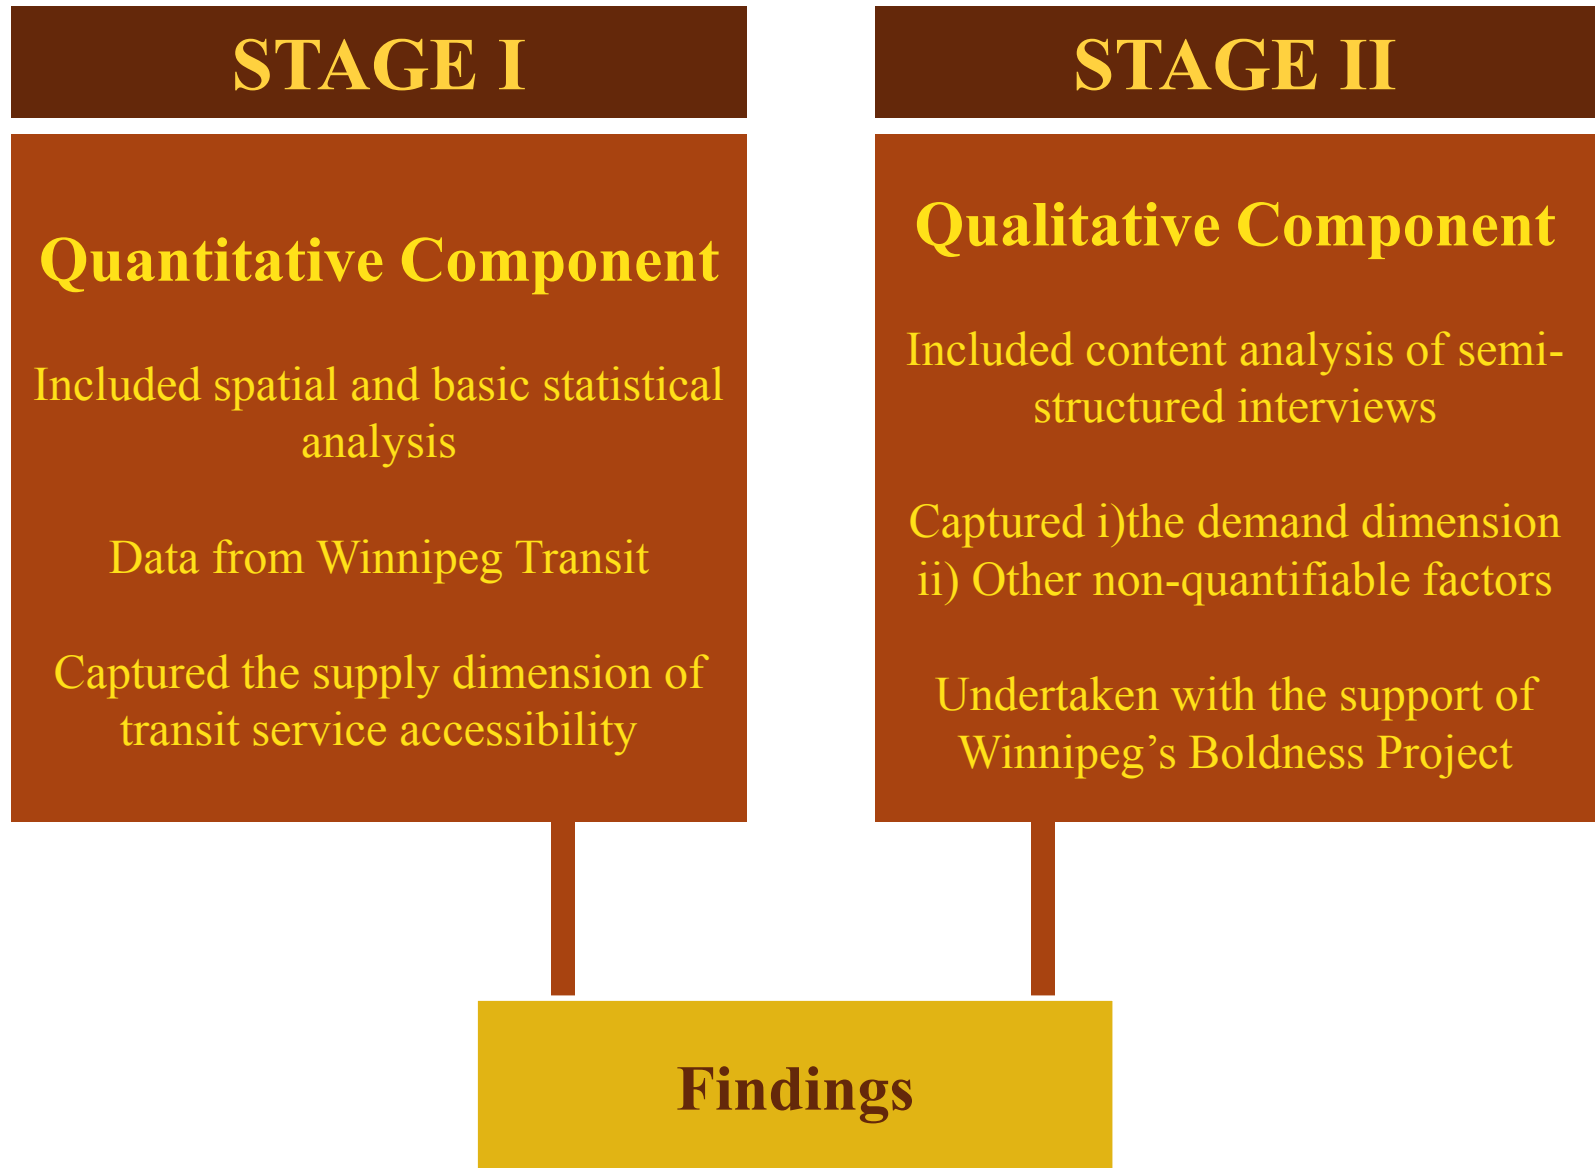 STAGE I
Quantitative Component
Included spatial and basic statistical
analysis
Data from Winnipeg Transit
Captured the supply dimension of
transit service accessibility
STAGE II
Qualitative Component
Included content analysis of semi-
structured interviews
Captured i)the demand dimension
ii) Other non-quantifiable factors
Undertaken with the support of
Winnipeg’s Boldness Project
Findings